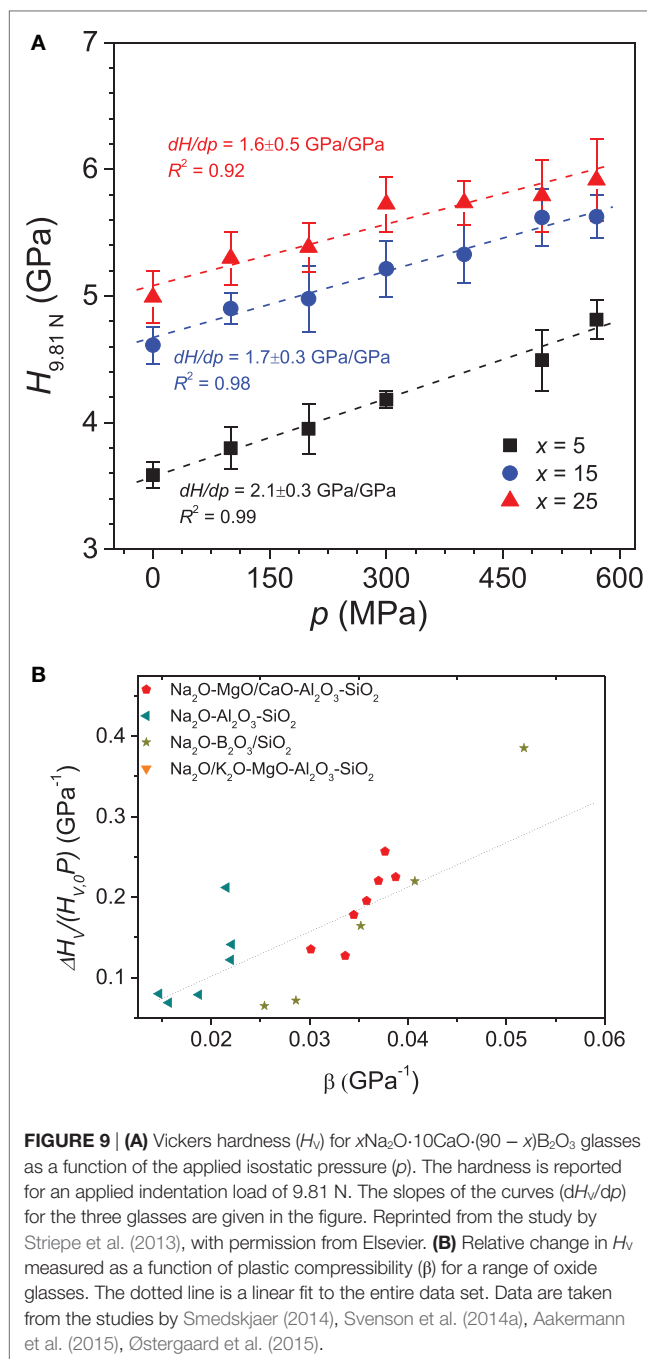 A
7
6
5
4
3
H9.81 N (GPa)
dH/dp = 1.6±0.5 GPa/GPa
R² = 0.92
dH/dp = 1.7±0.3 GPa/GPa
R² = 0.98
dH/dp = 2.1±0.3 GPa/GPa
R² = 0.99
x = 5
x = 15
x = 25
0 150 300 450 600
p (MPa)
B
Na₂O-MgO/CaO-Al₂O₃-SiO₂
Na₂O-Al₂O₃-SiO₂
Na₂O-B₂O₃/SiO₂
Na₂O/K₂O-MgO-Al₂O₃-SiO₂
0.4
0.3
0.2
0.1
ΔHV/(HV,0P) (GPa⁻¹)
0.02 0.03 0.04 0.05 0.06
β (GPa⁻¹)
FIGURE 9 | (A) Vickers hardness (HV) for xNa₂O·10CaO·(90 − x)B₂O₃ glasses
as a function of the applied isostatic pressure (p). The hardness is reported
for an applied indentation load of 9.81 N. The slopes of the curves (dHV/dp)
for the three glasses are given in the figure. Reprinted from the study by
Striepe et al. (2013), with permission from Elsevier. (B) Relative change in HV
measured as a function of plastic compressibility (β) for a range of oxide
glasses. The dotted line is a linear fit to the entire data set. Data are taken
from the studies by Smedskjaer (2014), Svenson et al. (2014a), Aakermann
et al. (2015), Østergaard et al. (2015).